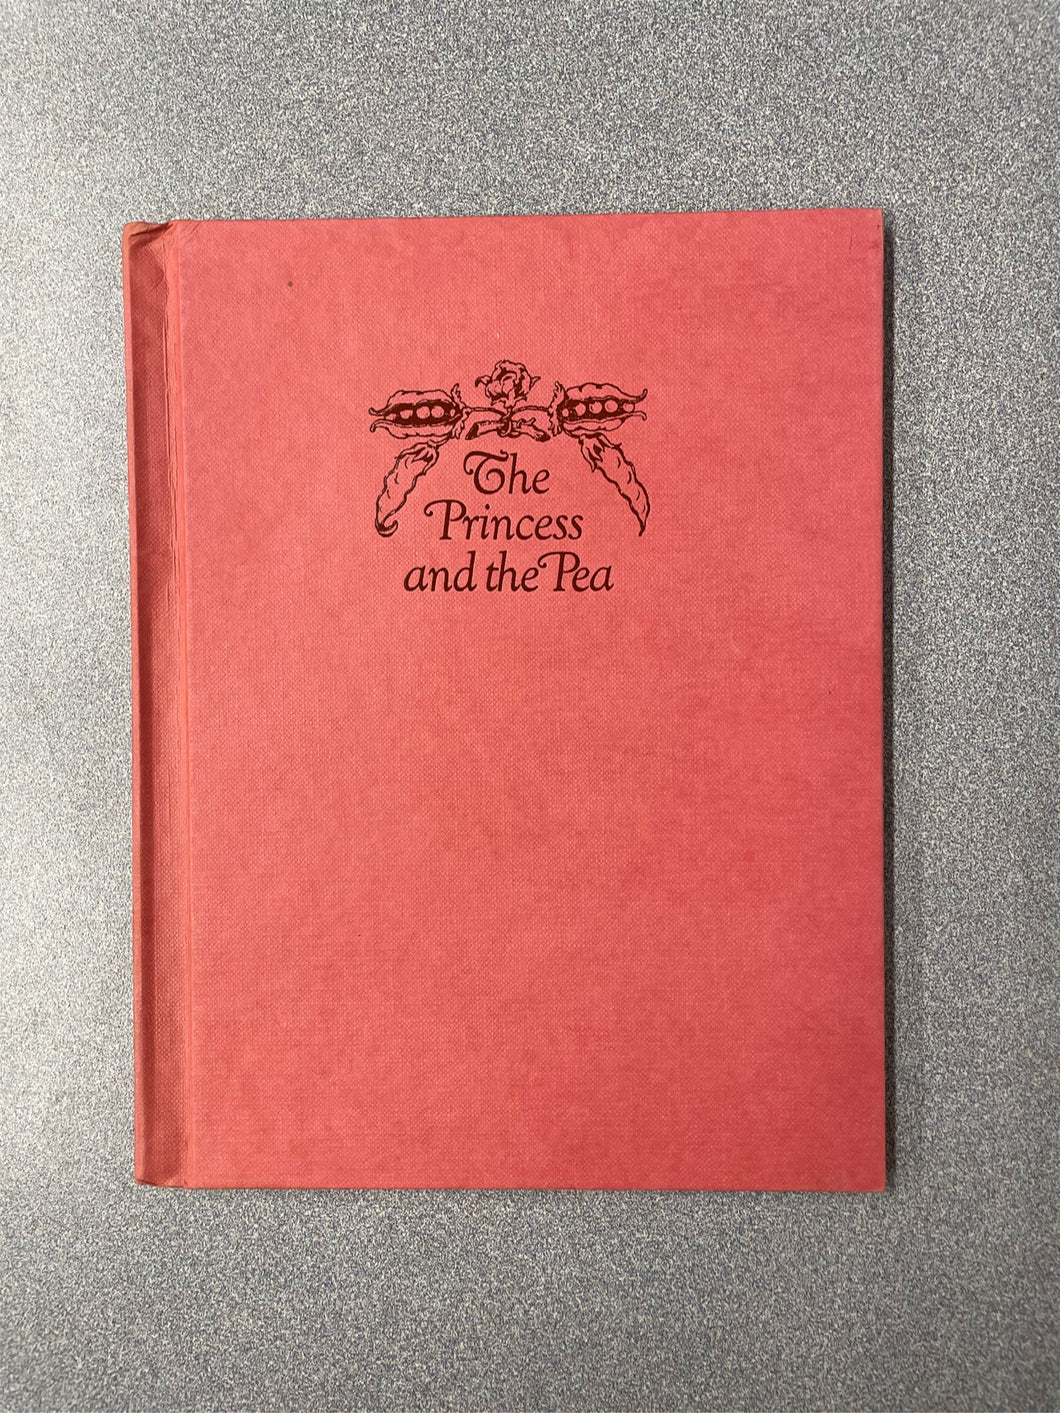 The
Princess
and the Pea